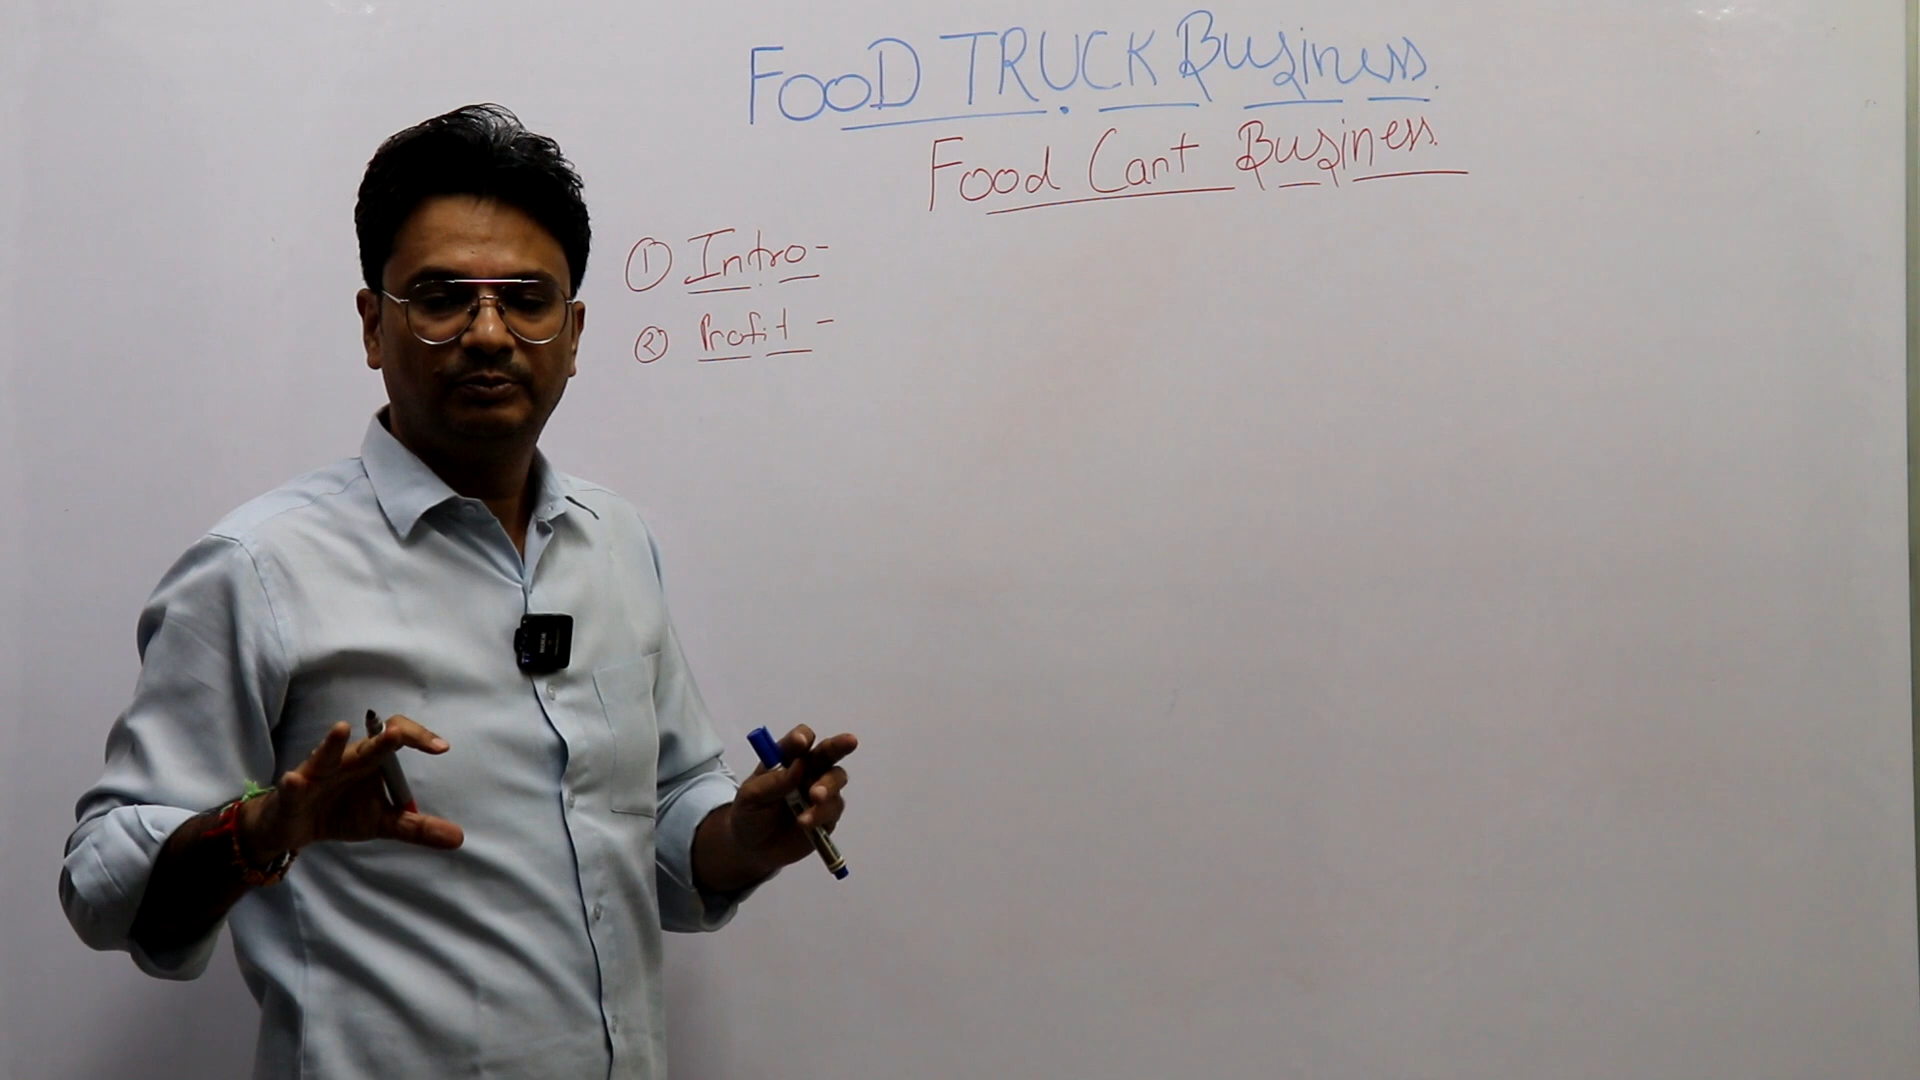 FooD TRUCK Business.
Food Cart Business.
① Intro-
② Profit -